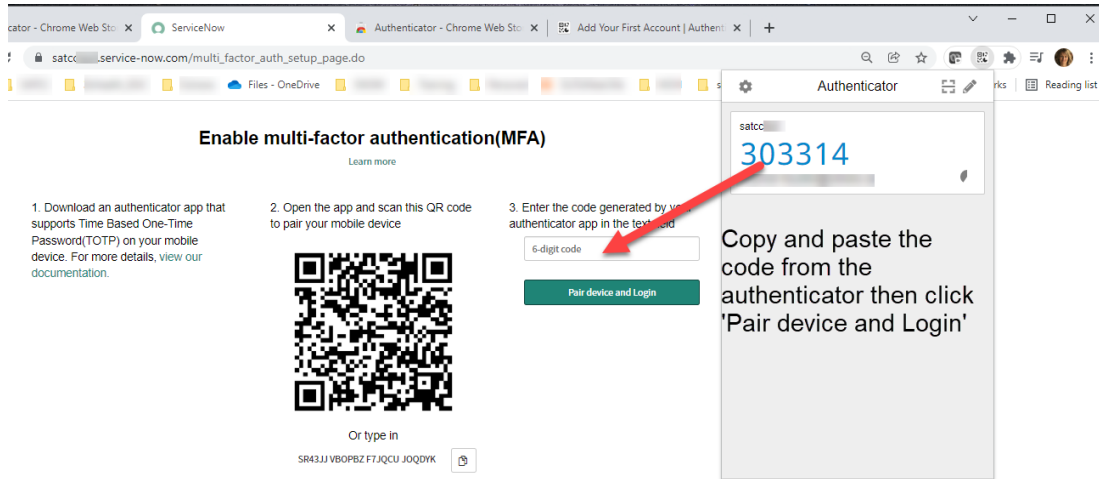 cator - Chrome Web Sto
ServiceNow
Authenticator - Chrome Web Sto
Add Your First Account | Authenti
satcc .service-now.com/multi_factor_auth_setup_page.do
Files - OneDrive
rks
Reading list
Enable multi-factor authentication(MFA)
Learn more
1. Download an authenticator app that
supports Time Based One-Time
Password(TOTP) on your mobile
device. For more details, view our
documentation.
2. Open the app and scan this QR code
to pair your mobile device
Or type in
SR43JJ VBOPBZ F7JQCU JOQDYK
3. Enter the code generated by your
authenticator app in the text field
6-digit code
Pair device and Login
Authenticator
satcc
303314
Copy and paste the
code from the
authenticator then click
'Pair device and Login'